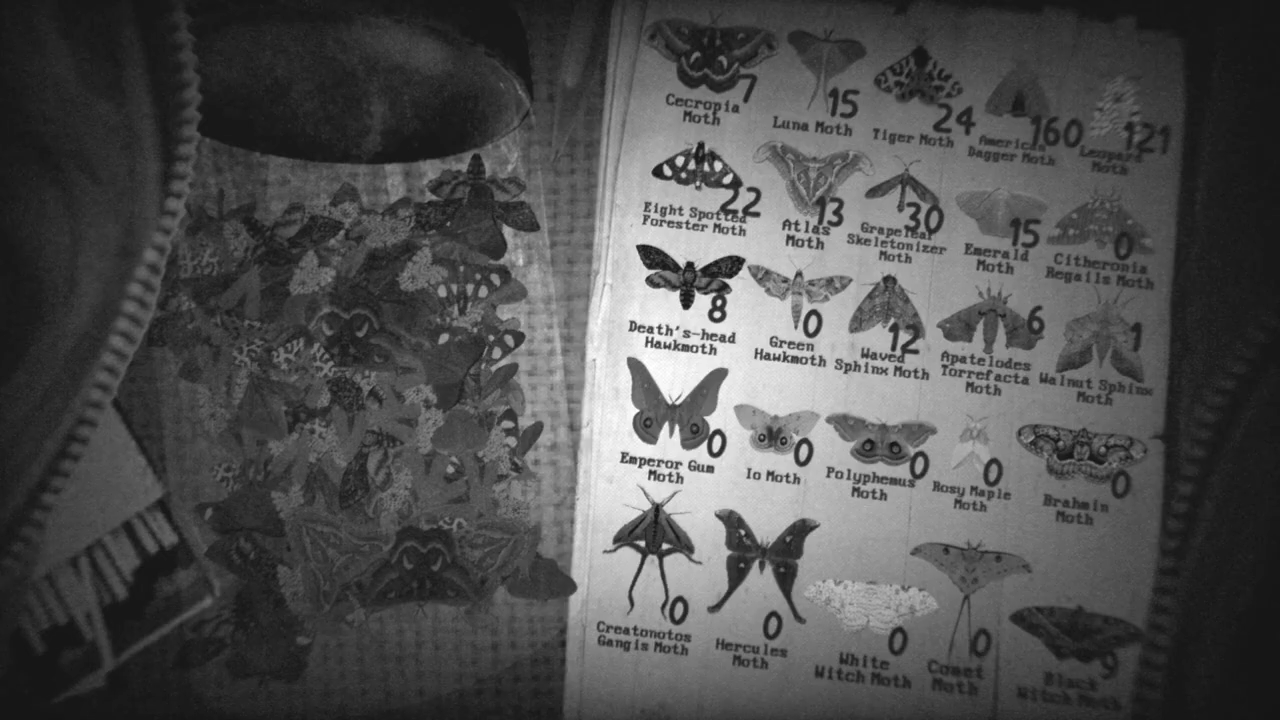 7
15
24
160
121
Cecropia
Moth
Luna Moth
Tiger Moth
American
Dagger Moth
Leopard
Moth
22
13
30
15
0
Eight Spotted
Forester Moth
Atlas
Moth
Grapeleaf
Skeletonizer
Moth
Emerald
Moth
Citheronia
Regails Moth
8
0
12
6
1
Death's-head
Hawkmoth
Green
Hawkmoth
Waved
Sphinx Moth
Apatelodes
Torrefacta
Moth
Walnut Sphinx
Moth
0
0
0
0
0
Emperor Gum
Moth
Io Moth
Polyphemus
Moth
Rosy Maple
Moth
Brahmin
Moth
0
0
0
0
9
Creatonotos
Gangis Moth
Hercules
Moth
White
Witch Moth
Comet
Moth
Black
Witch Moth